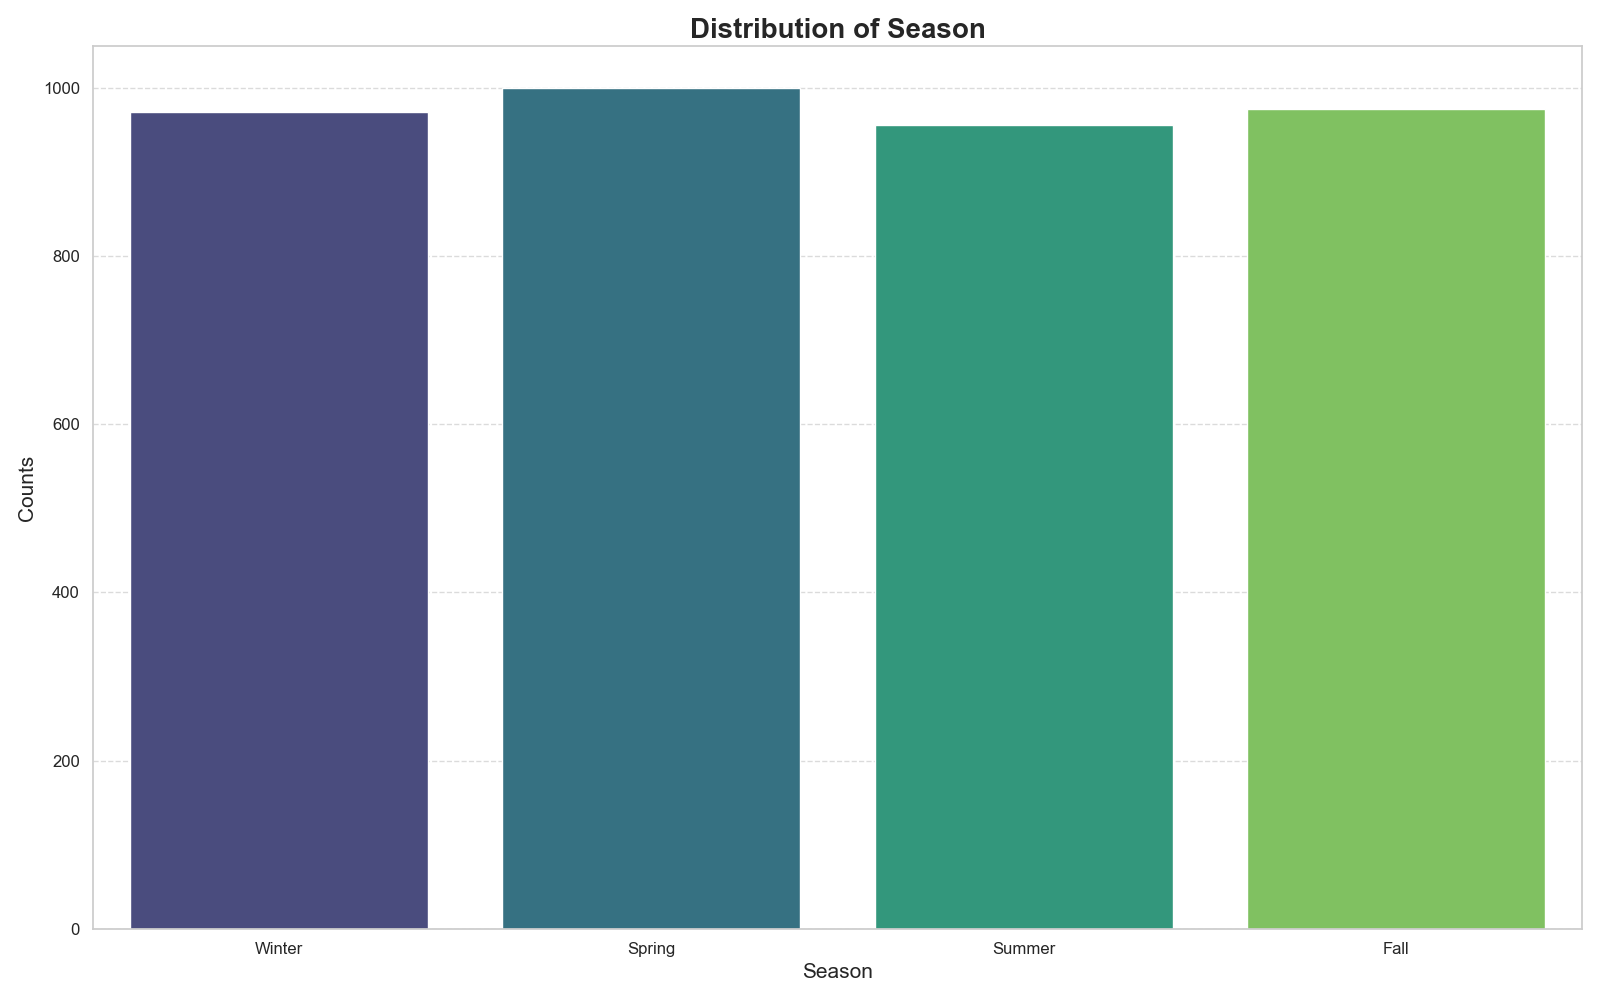 Distribution of Season
1000
800
600
400
200
0
Counts
Winter
Spring
Summer
Fall
Season